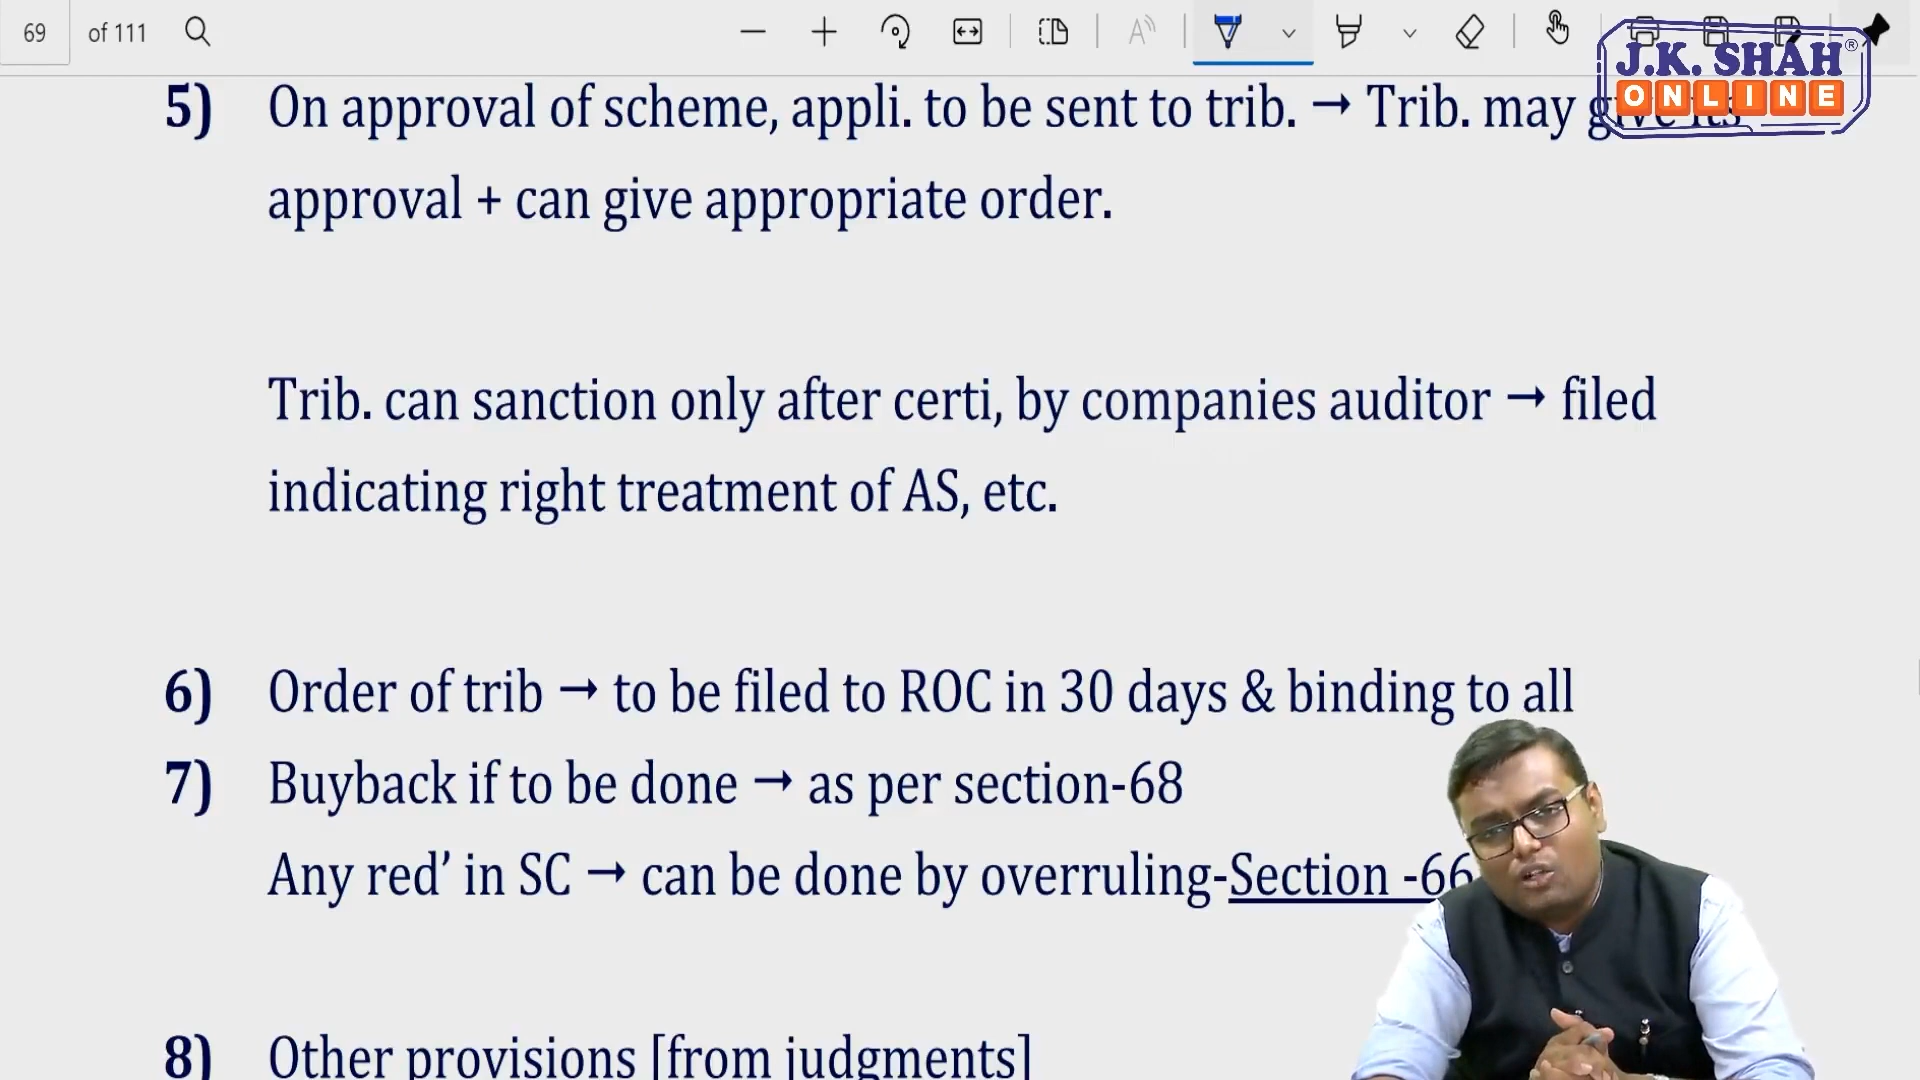 69 of 111
J.K. SHAH®
ONLINE
5) On approval of scheme, appli. to be sent to trib. → Trib. may give its
approval + can give appropriate order.
Trib. can sanction only after certi, by companies auditor → filed
indicating right treatment of AS, etc.
6) Order of trib → to be filed to ROC in 30 days & binding to all
7) Buyback if to be done → as per section-68
Any red’ in SC → can be done by overruling-Section -66
8) Other provisions [from judgments]